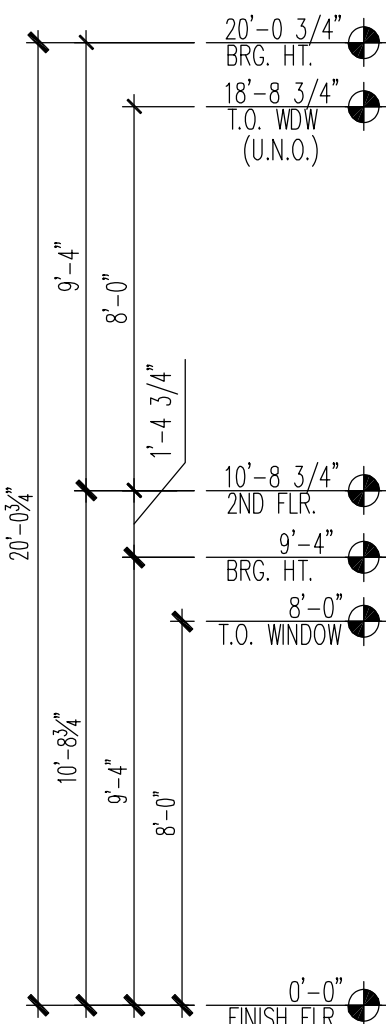 20'-0 3/4"
BRG. HT.
18'-8 3/4"
T.O. WDW
(U.N.O.)
9'-4"
8'-0"
1'-4 3/4"
10'-8 3/4"
2ND FLR.
20'-0¾"
9'-4"
BRG. HT.
8'-0"
T.O. WINDOW
10'-8¾"
9'-4"
8'-0"
0'-0"
FINISH FLR